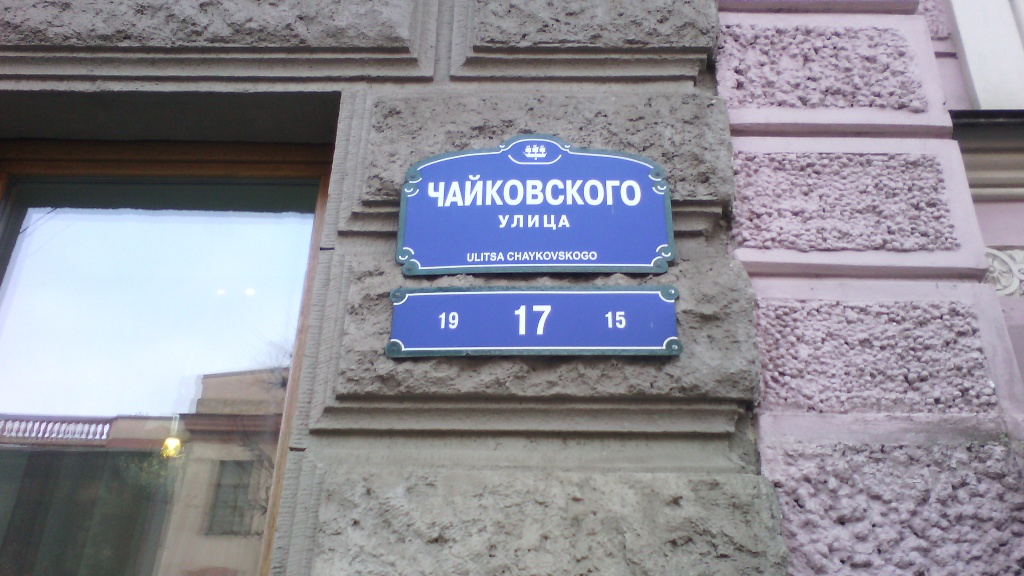 ЧАЙКОВСКОГО
УЛИЦА
ULITSA CHAYKOVSKOGO
19 17 15